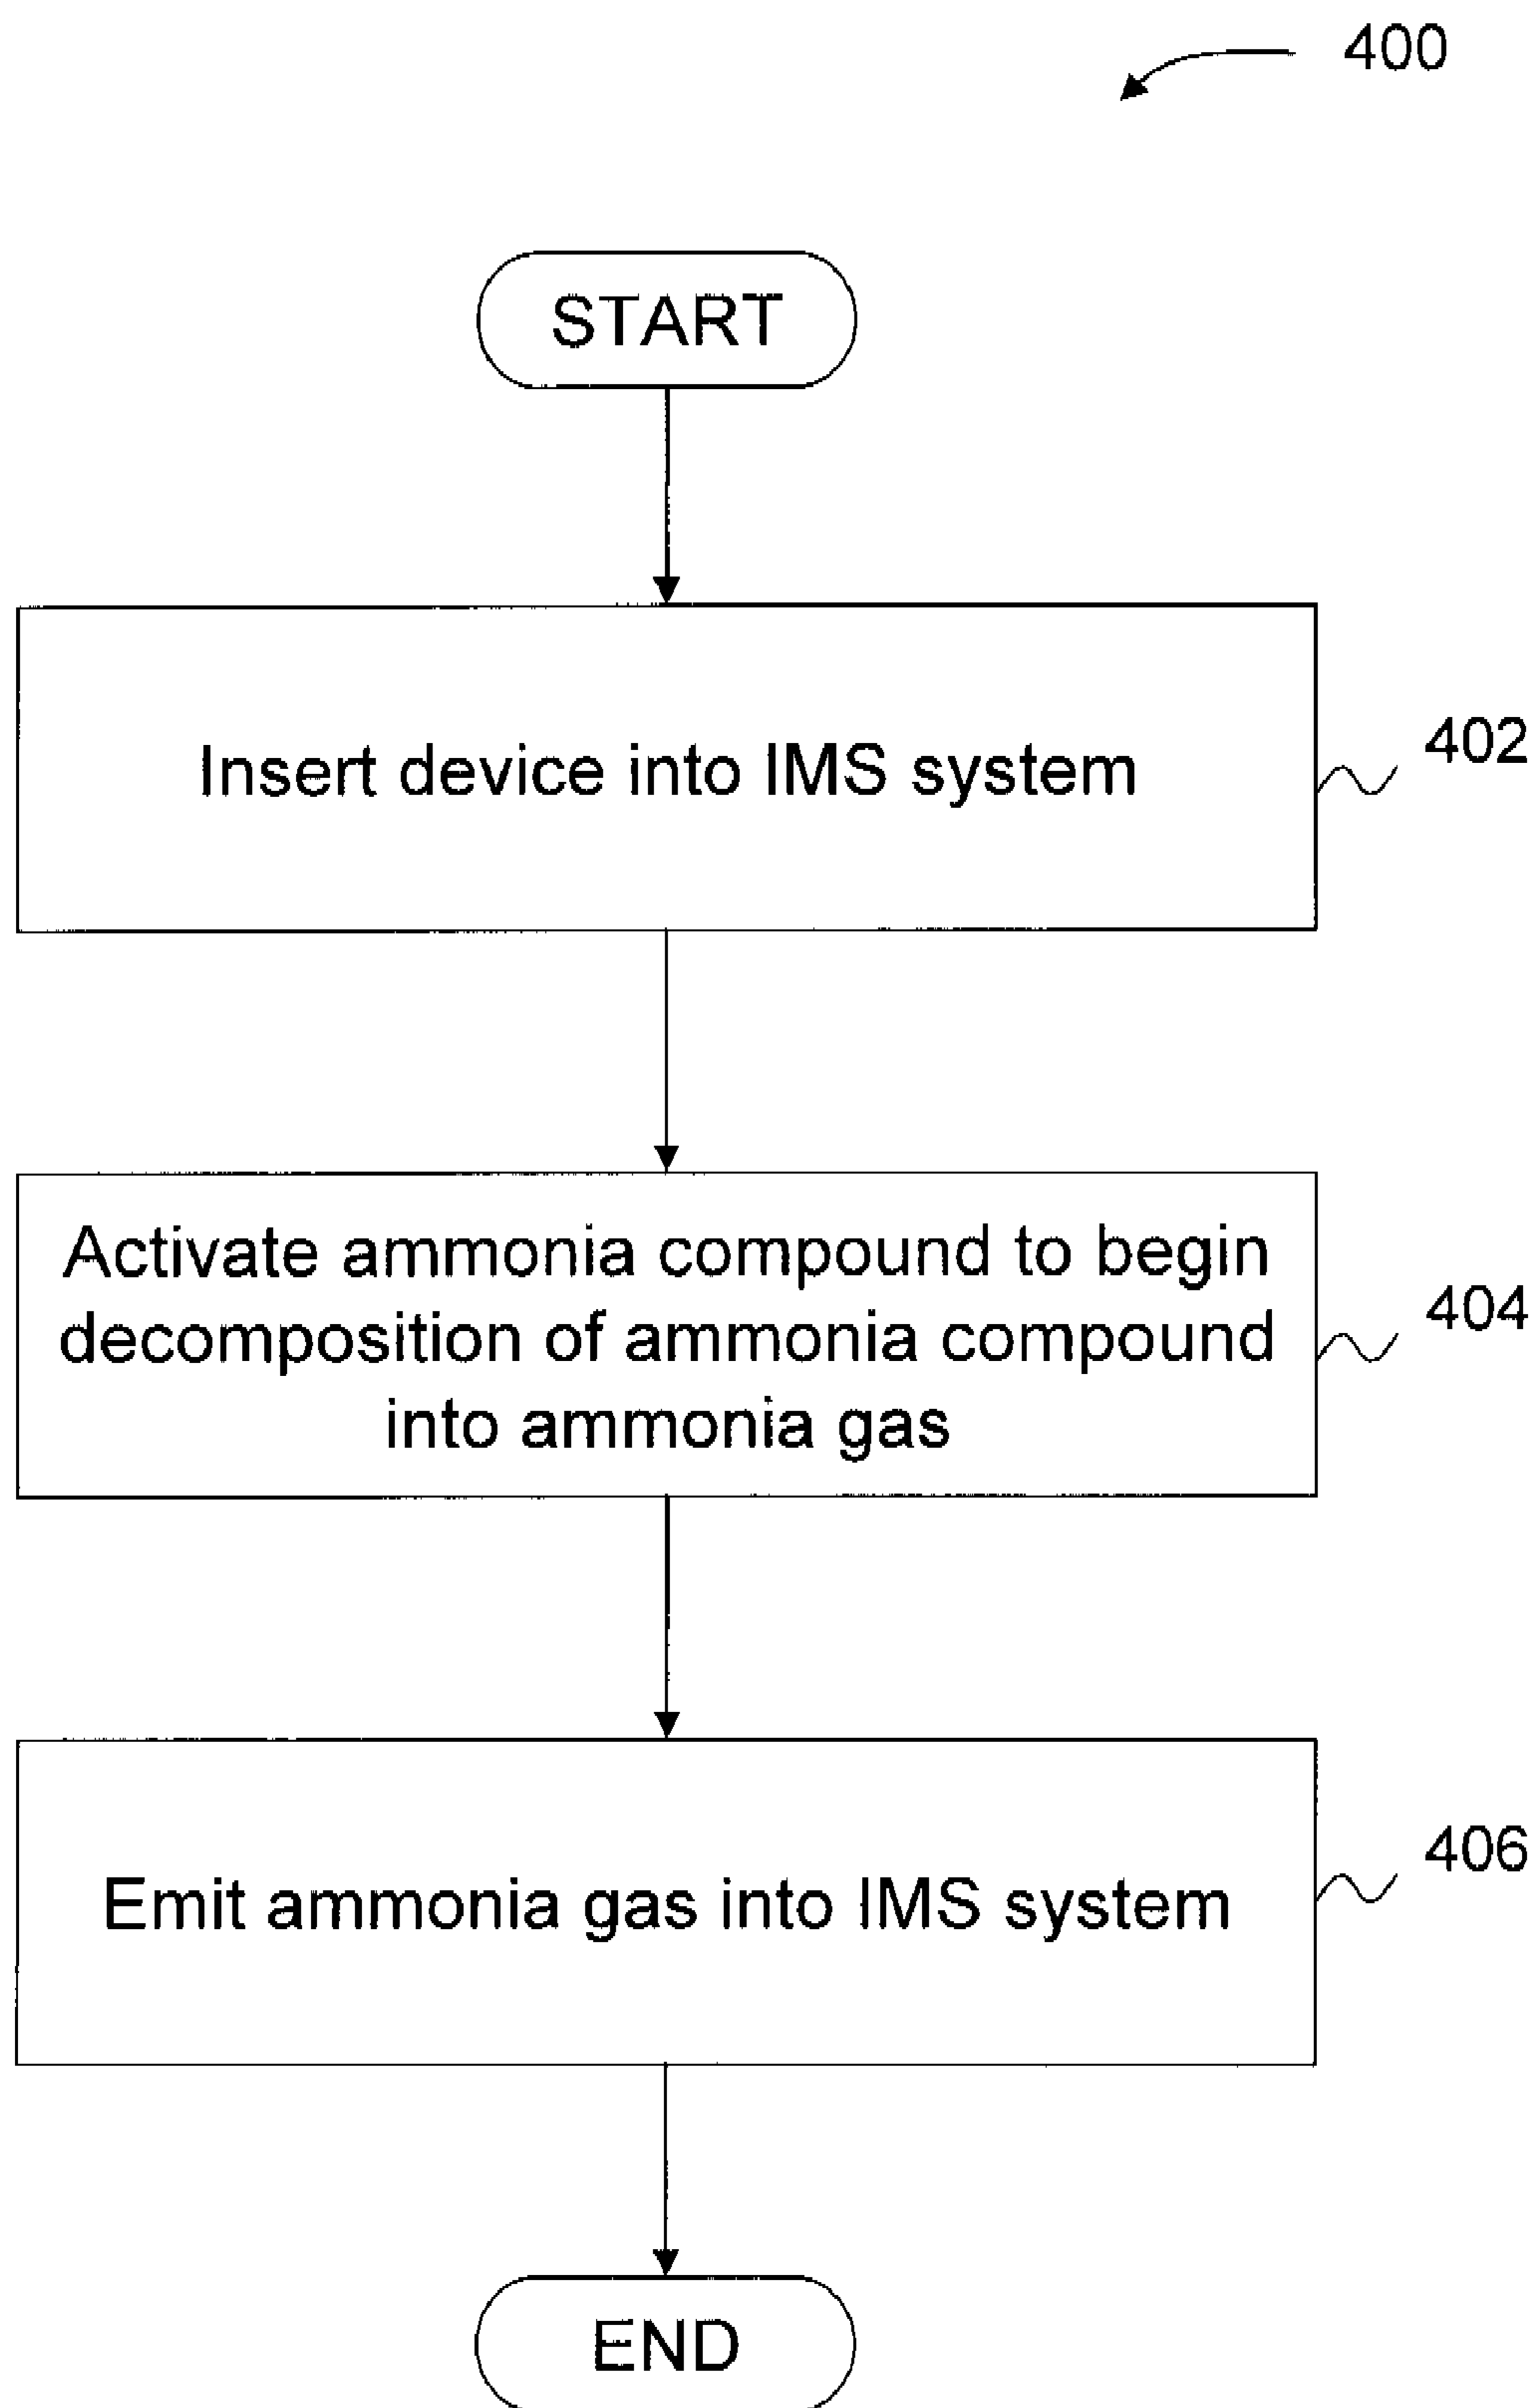 400
START
Insert device into IMS system
402
Activate ammonia compound to begin
decomposition of ammonia compound
into ammonia gas
404
Emit ammonia gas into IMS system
406
END